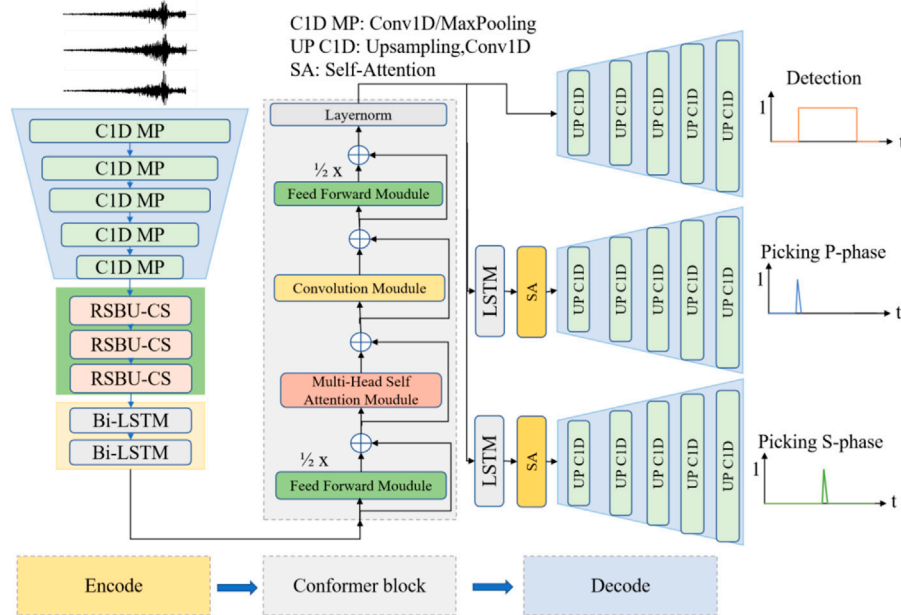 C1D MP: Conv1D/MaxPooling
UP C1D: Upsampling,Conv1D
SA: Self-Attention
C1D MP
C1D MP
C1D MP
C1D MP
C1D MP
RSBU-CS
RSBU-CS
RSBU-CS
Bi-LSTM
Bi-LSTM
Layernorm
½ x
Feed Forward Moudule
Convolution Moudule
Multi-Head Self
Attention Moudule
½ x
Feed Forward Moudule
UP C1D
UP C1D
UP C1D
UP C1D
UP C1D
Detection
1
t
LSTM
SA
UP C1D
UP C1D
UP C1D
UP C1D
UP C1D
Picking P-phase
1
t
LSTM
SA
UP C1D
UP C1D
UP C1D
UP C1D
UP C1D
Picking S-phase
1
t
Encode
Conformer block
Decode